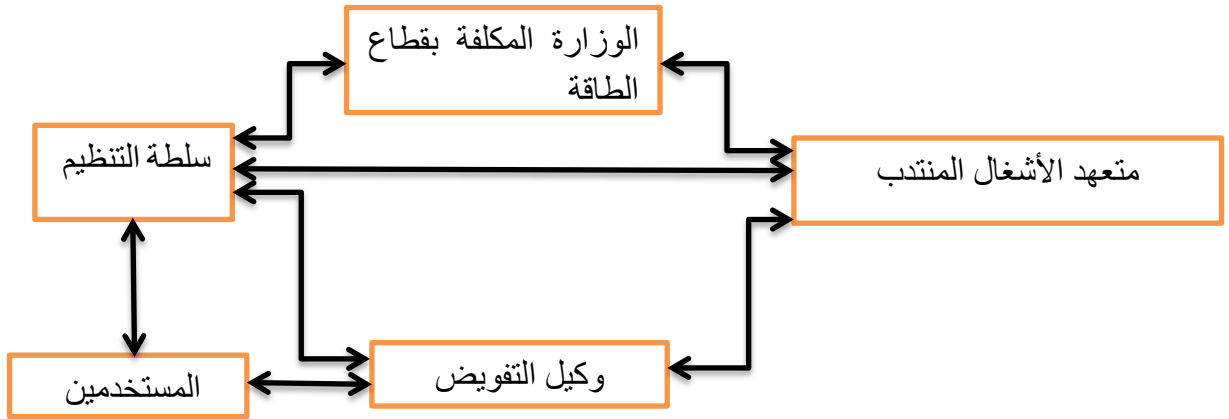 الوزارة المكلفة بقطاع
الطاقة
سلطة التنظيم
متعهد الأشغال المنتدب
وكيل التفويض
المستخدمين